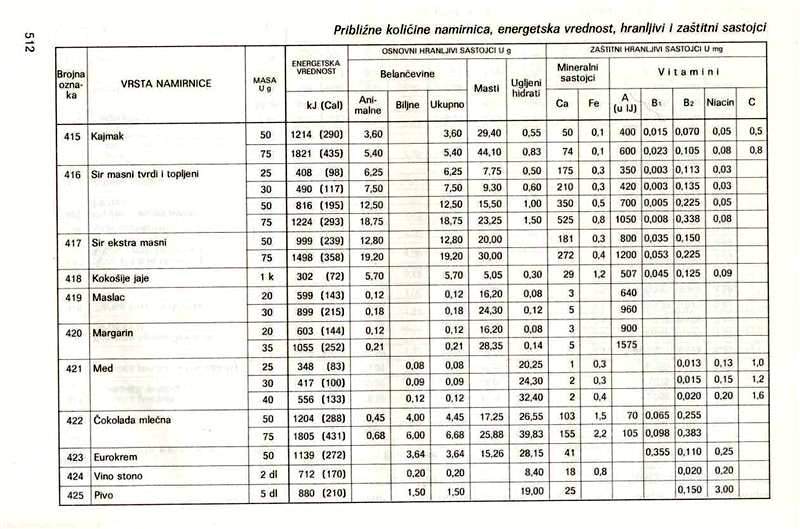 512
Približne količine namirnica, energetska vrednost, hranljivi i zaštitni sastojci
Brojna oznaka VRSTA NAMIRNICE MASA U g ENERGETSKA VREDNOST OSNOVNI HRANLJIVI SASTOJCI U g ZAŠTITNI HRANLJIVI SASTOJCI U mg
Belančevine Masti Ugljeni hidrati Mineralni sastojci Vitamini
kJ (Cal) Animalne Biljne Ukupno Ca Fe A (u IJ) B1 B2 Niacin C
415 Kajmak 50 1214 (290) 3,60 3,60 29,40 0,55 50 0,1 400 0,015 0,070 0,05 0,5
75 1821 (435) 5,40 5,40 44,10 0,83 74 0,1 600 0,023 0,105 0,08 0,8
416 Sir masni tvrdi i topljeni 25 408 (98) 6,25 6,25 7,75 0,50 175 0,3 350 0,003 0,113 0,03
30 490 (117) 7,50 7,50 9,30 0,60 210 0,3 420 0,003 0,135 0,03
50 816 (195) 12,50 12,50 15,50 1,00 350 0,5 700 0,005 0,225 0,05
75 1224 (293) 18,75 18,75 23,25 1,50 525 0,8 1050 0,008 0,338 0,08
417 Sir ekstra masni 50 999 (239) 12,80 12,80 20,00 181 0,3 800 0,035 0,150
75 1498 (358) 19,20 19,20 30,00 272 0,4 1200 0,053 0,225
418 Kokošije jaje 1 k 302 (72) 5,70 5,70 5,05 0,30 29 1,2 507 0,045 0,125 0,09
419 Maslac 20 599 (143) 0,12 0,12 16,20 0,08 3 640
30 899 (215) 0,18 0,18 24,30 0,12 5 960
420 Margarin 20 603 (144) 0,12 0,12 16,20 0,08 3 900
35 1055 (252) 0,21 0,21 28,35 0,14 5 1575
421 Med 25 348 (83) 0,08 0,08 20,25 1 0,3 0,013 0,13 1,0
30 417 (100) 0,09 0,09 24,30 2 0,3 0,015 0,15 1,2
40 556 (133) 0,12 0,12 32,40 2 0,4 0,020 0,20 1,6
422 Čokolada mlečna 50 1204 (288) 0,45 4,00 4,45 17,25 26,55 103 1,5 70 0,065 0,255
75 1805 (431) 0,68 6,00 6,68 25,88 39,83 155 2,2 105 0,098 0,383
423 Eurokrem 50 1139 (272) 3,64 3,64 15,26 28,15 41 0,355 0,110 0,25
424 Vino stono 2 dl 712 (170) 0,20 0,20 8,40 18 0,8 0,020 0,20
425 Pivo 5 dl 880 (210) 1,50 1,50 19,00 25 0,150 3,00